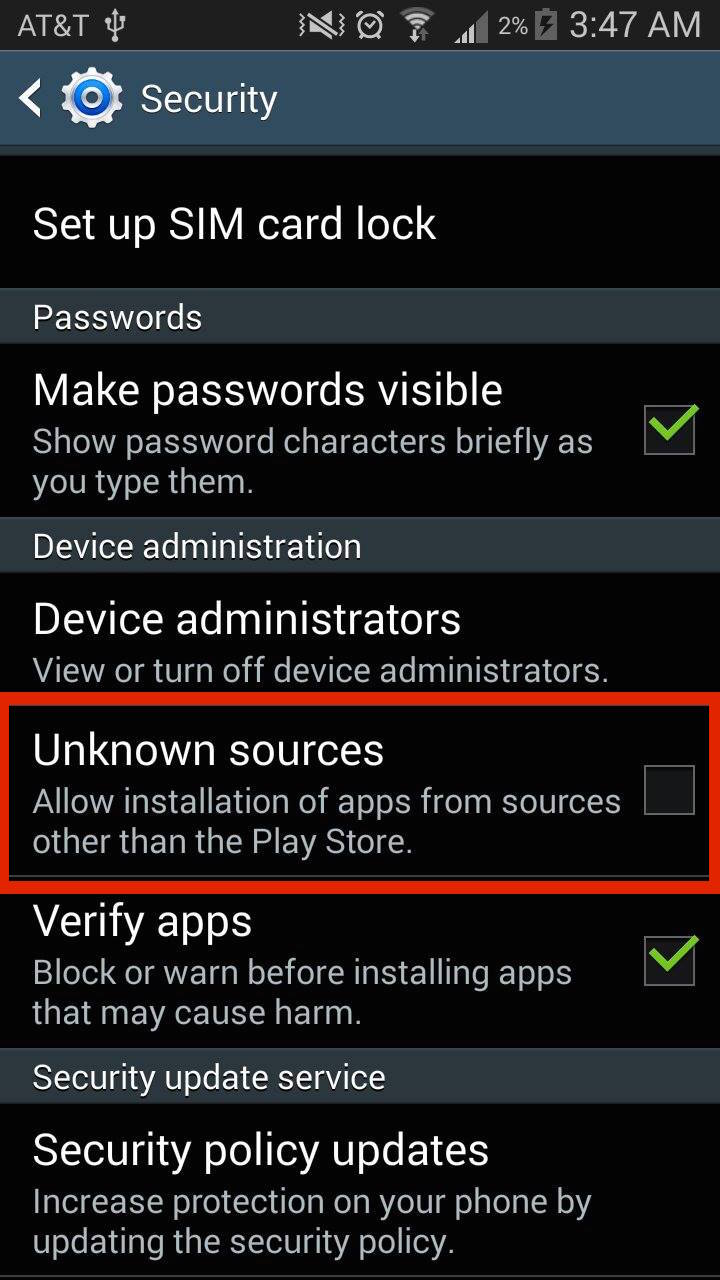 AT&T 2% 3:47 AM
Security
Set up SIM card lock
Passwords
Make passwords visible
Show password characters briefly as
you type them.
Device administration
Device administrators
View or turn off device administrators.
Unknown sources
Allow installation of apps from sources
other than the Play Store.
Verify apps
Block or warn before installing apps
that may cause harm.
Security update service
Security policy updates
Increase protection on your phone by
updating the security policy.